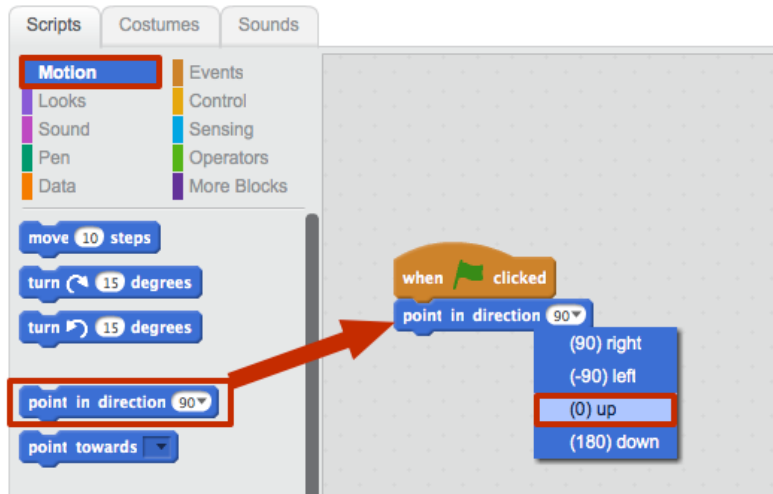 Scripts Costumes Sounds
Motion Events
Looks Control
Sound Sensing
Pen Operators
Data More Blocks
move 10 steps
turn 15 degrees
turn 15 degrees
point in direction 90
point towards
when clicked
point in direction 90
(90) right
(-90) left
(0) up
(180) down